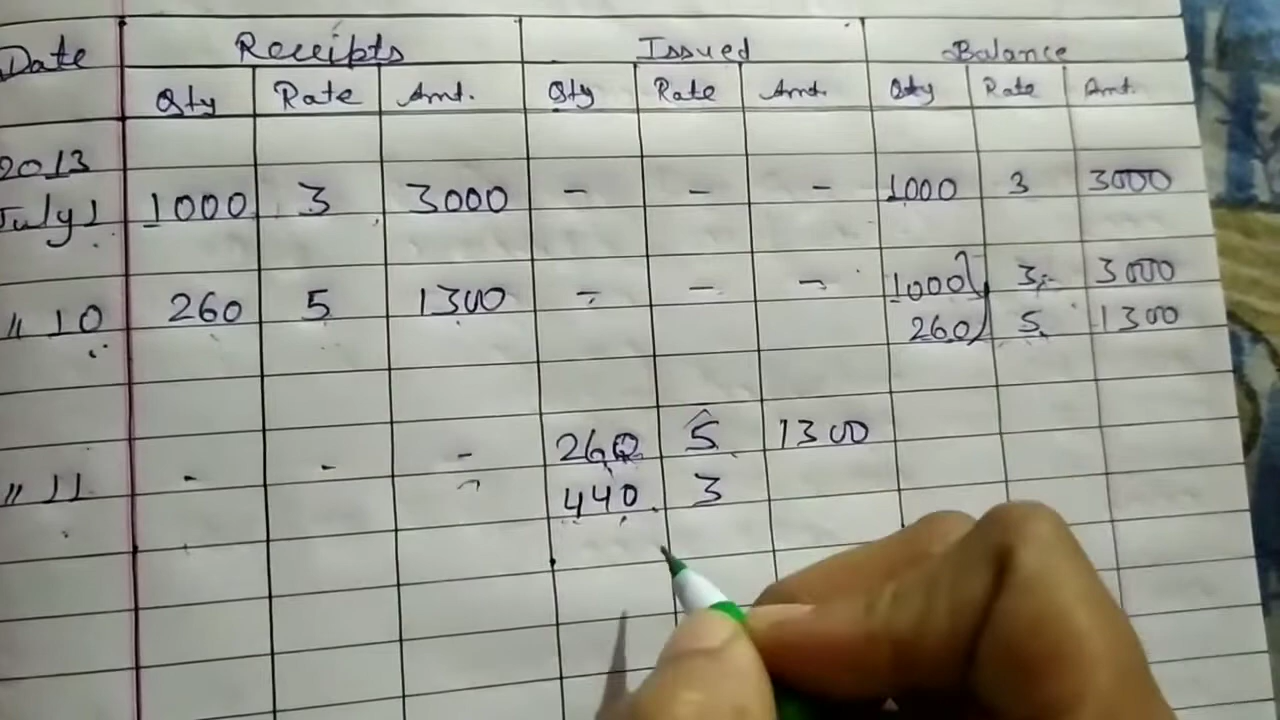 Date Receipts Issued Balance
Qty Rate Amt. Qty Rate Amt. Qty Rate Amt.
2013
July 1 1000 3 3000 - - - 1000 3 3000
" 10 260 5 1300 - - - 1000 3 3000
260 5 1300
" 11 - - - 260 5 1300
440 3